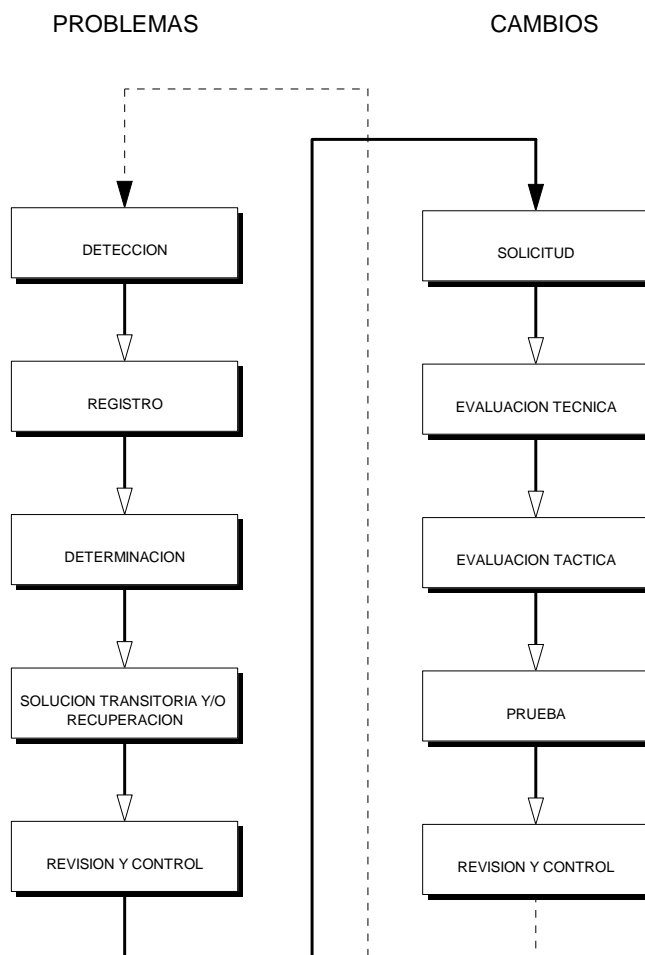 PROBLEMAS
CAMBIOS
DETECCION
REGISTRO
DETERMINACION
SOLUCION TRANSITORIA Y/O
RECUPERACION
REVISION Y CONTROL
SOLICITUD
EVALUACION TECNICA
EVALUACION TACTICA
PRUEBA
REVISION Y CONTROL